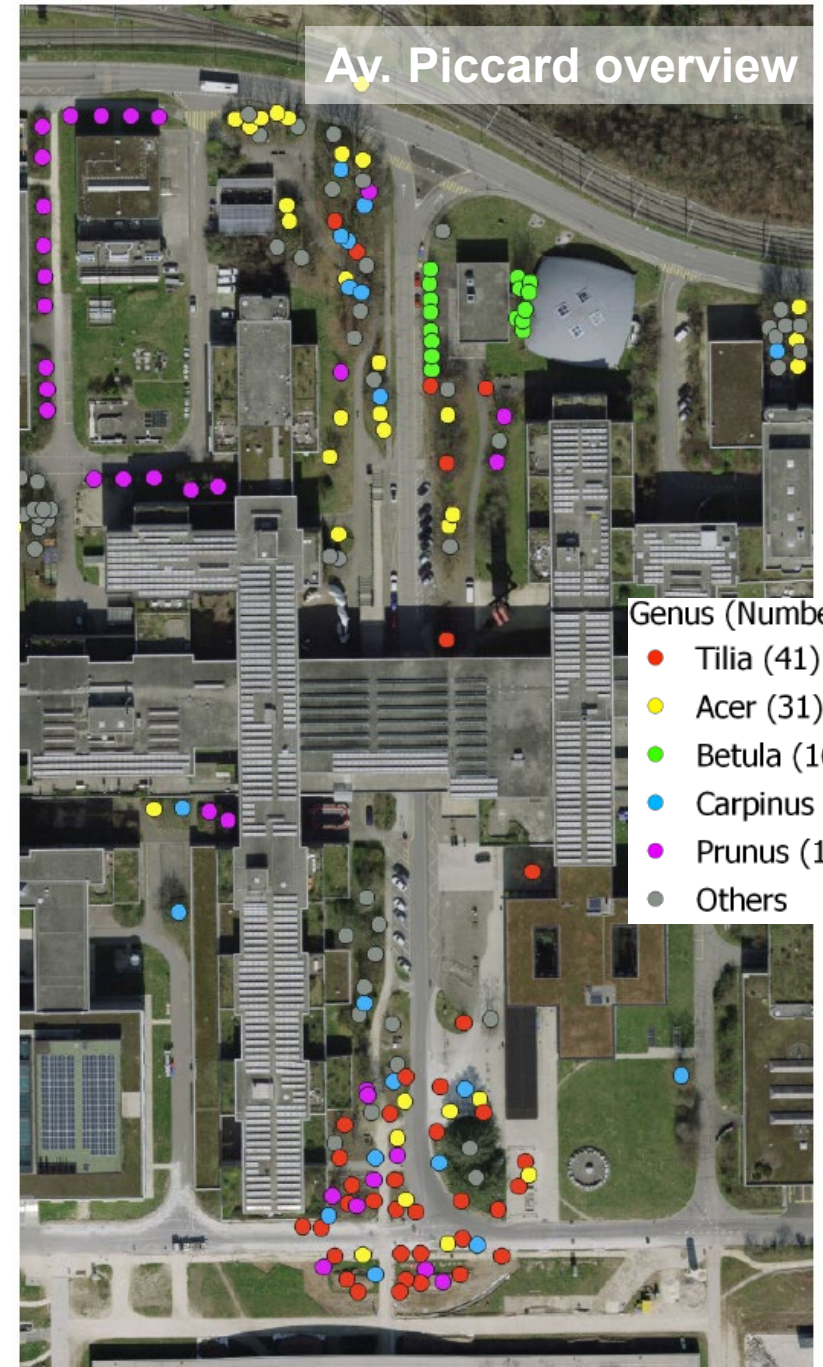 Av. Piccard overview
Genus (Numbe
Tilia (41)
Acer (31)
Betula (1
Carpinus
Prunus (1
Others